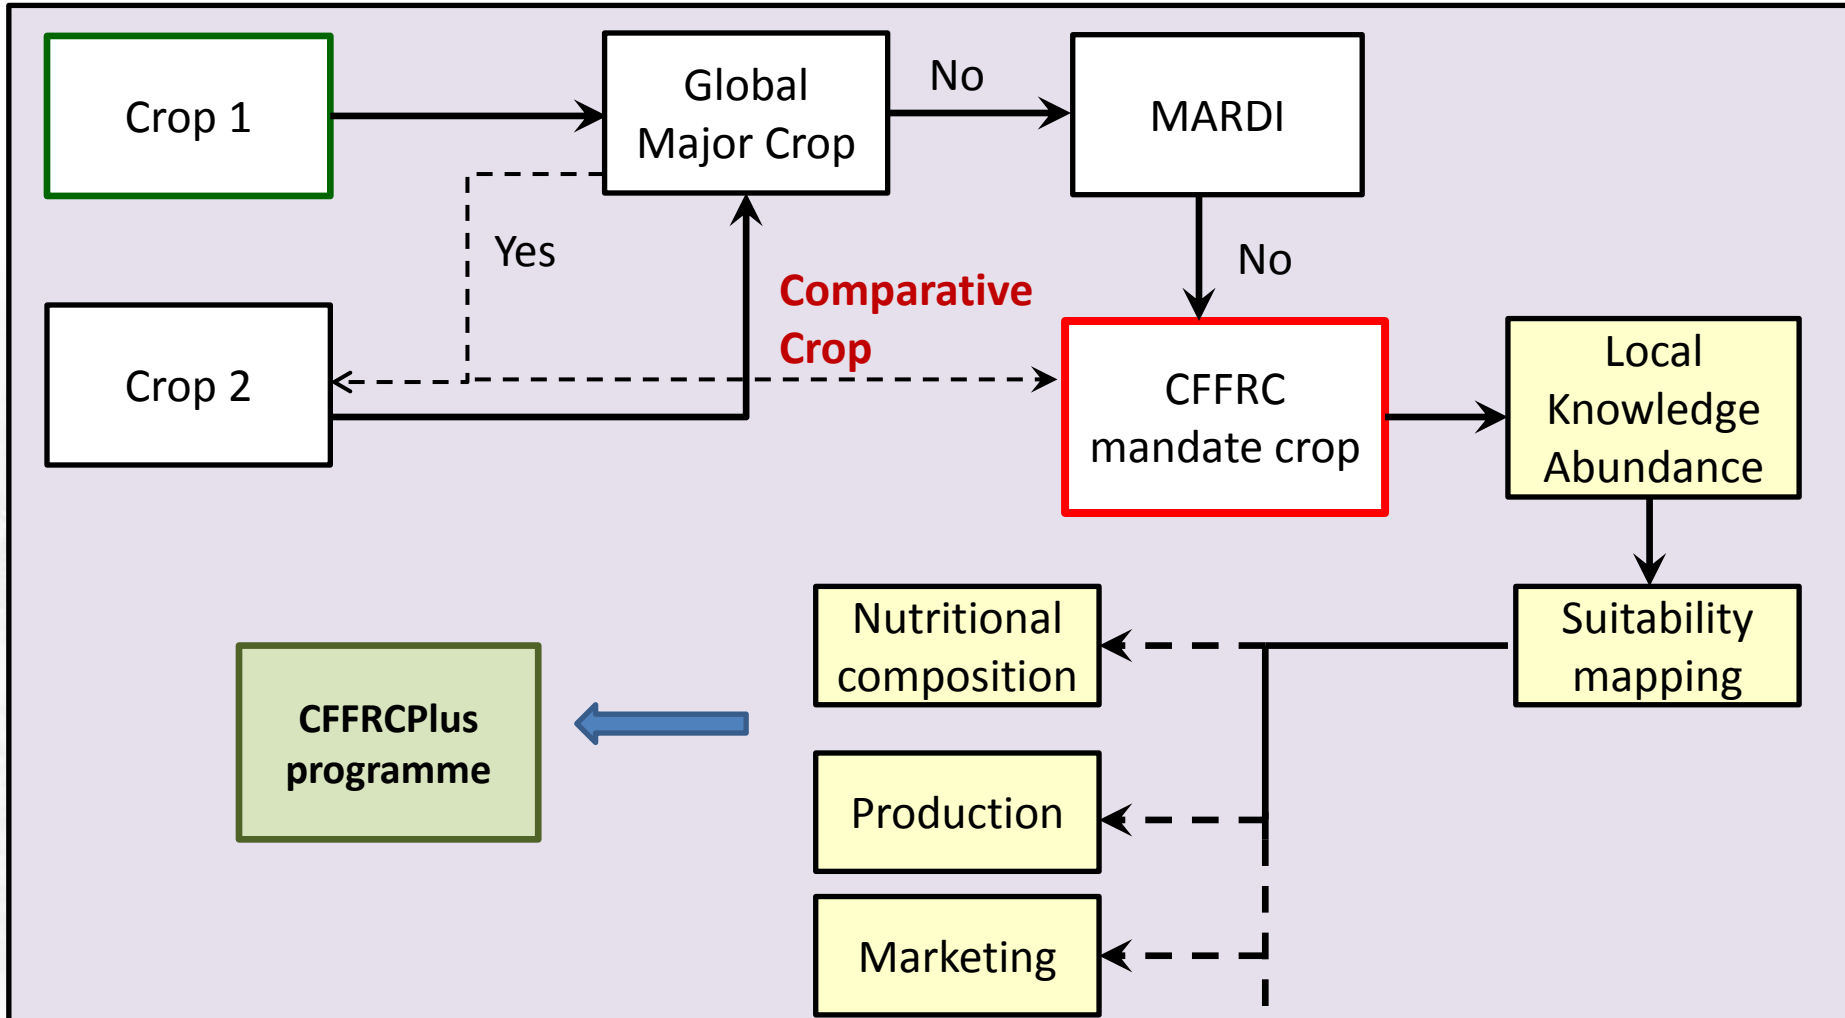 Crop 1
Global
Major Crop
No
MARDI
Yes
No
Comparative
Crop
Crop 2
CFFRC
mandate crop
Local
Knowledge
Abundance
Nutritional
composition
Suitability
mapping
CFFRCPlus
programme
Production
Marketing